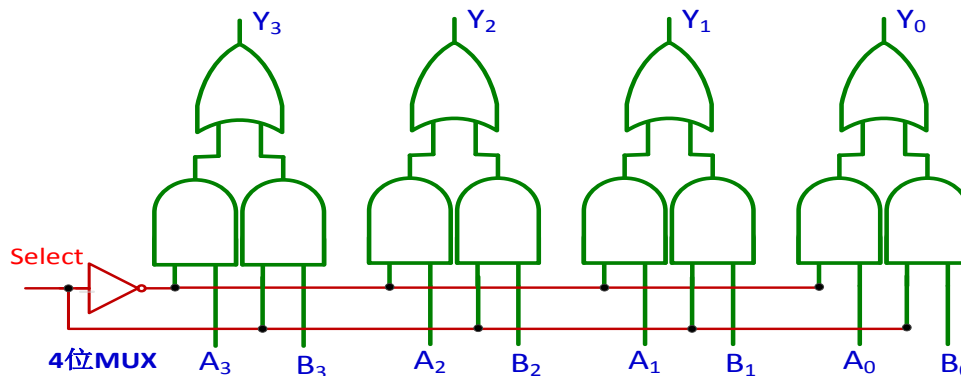 Y₃ Y₂ Y₁ Y₀
Select
4位MUX A₃ B₃ A₂ B₂ A₁ B₁ A₀ B